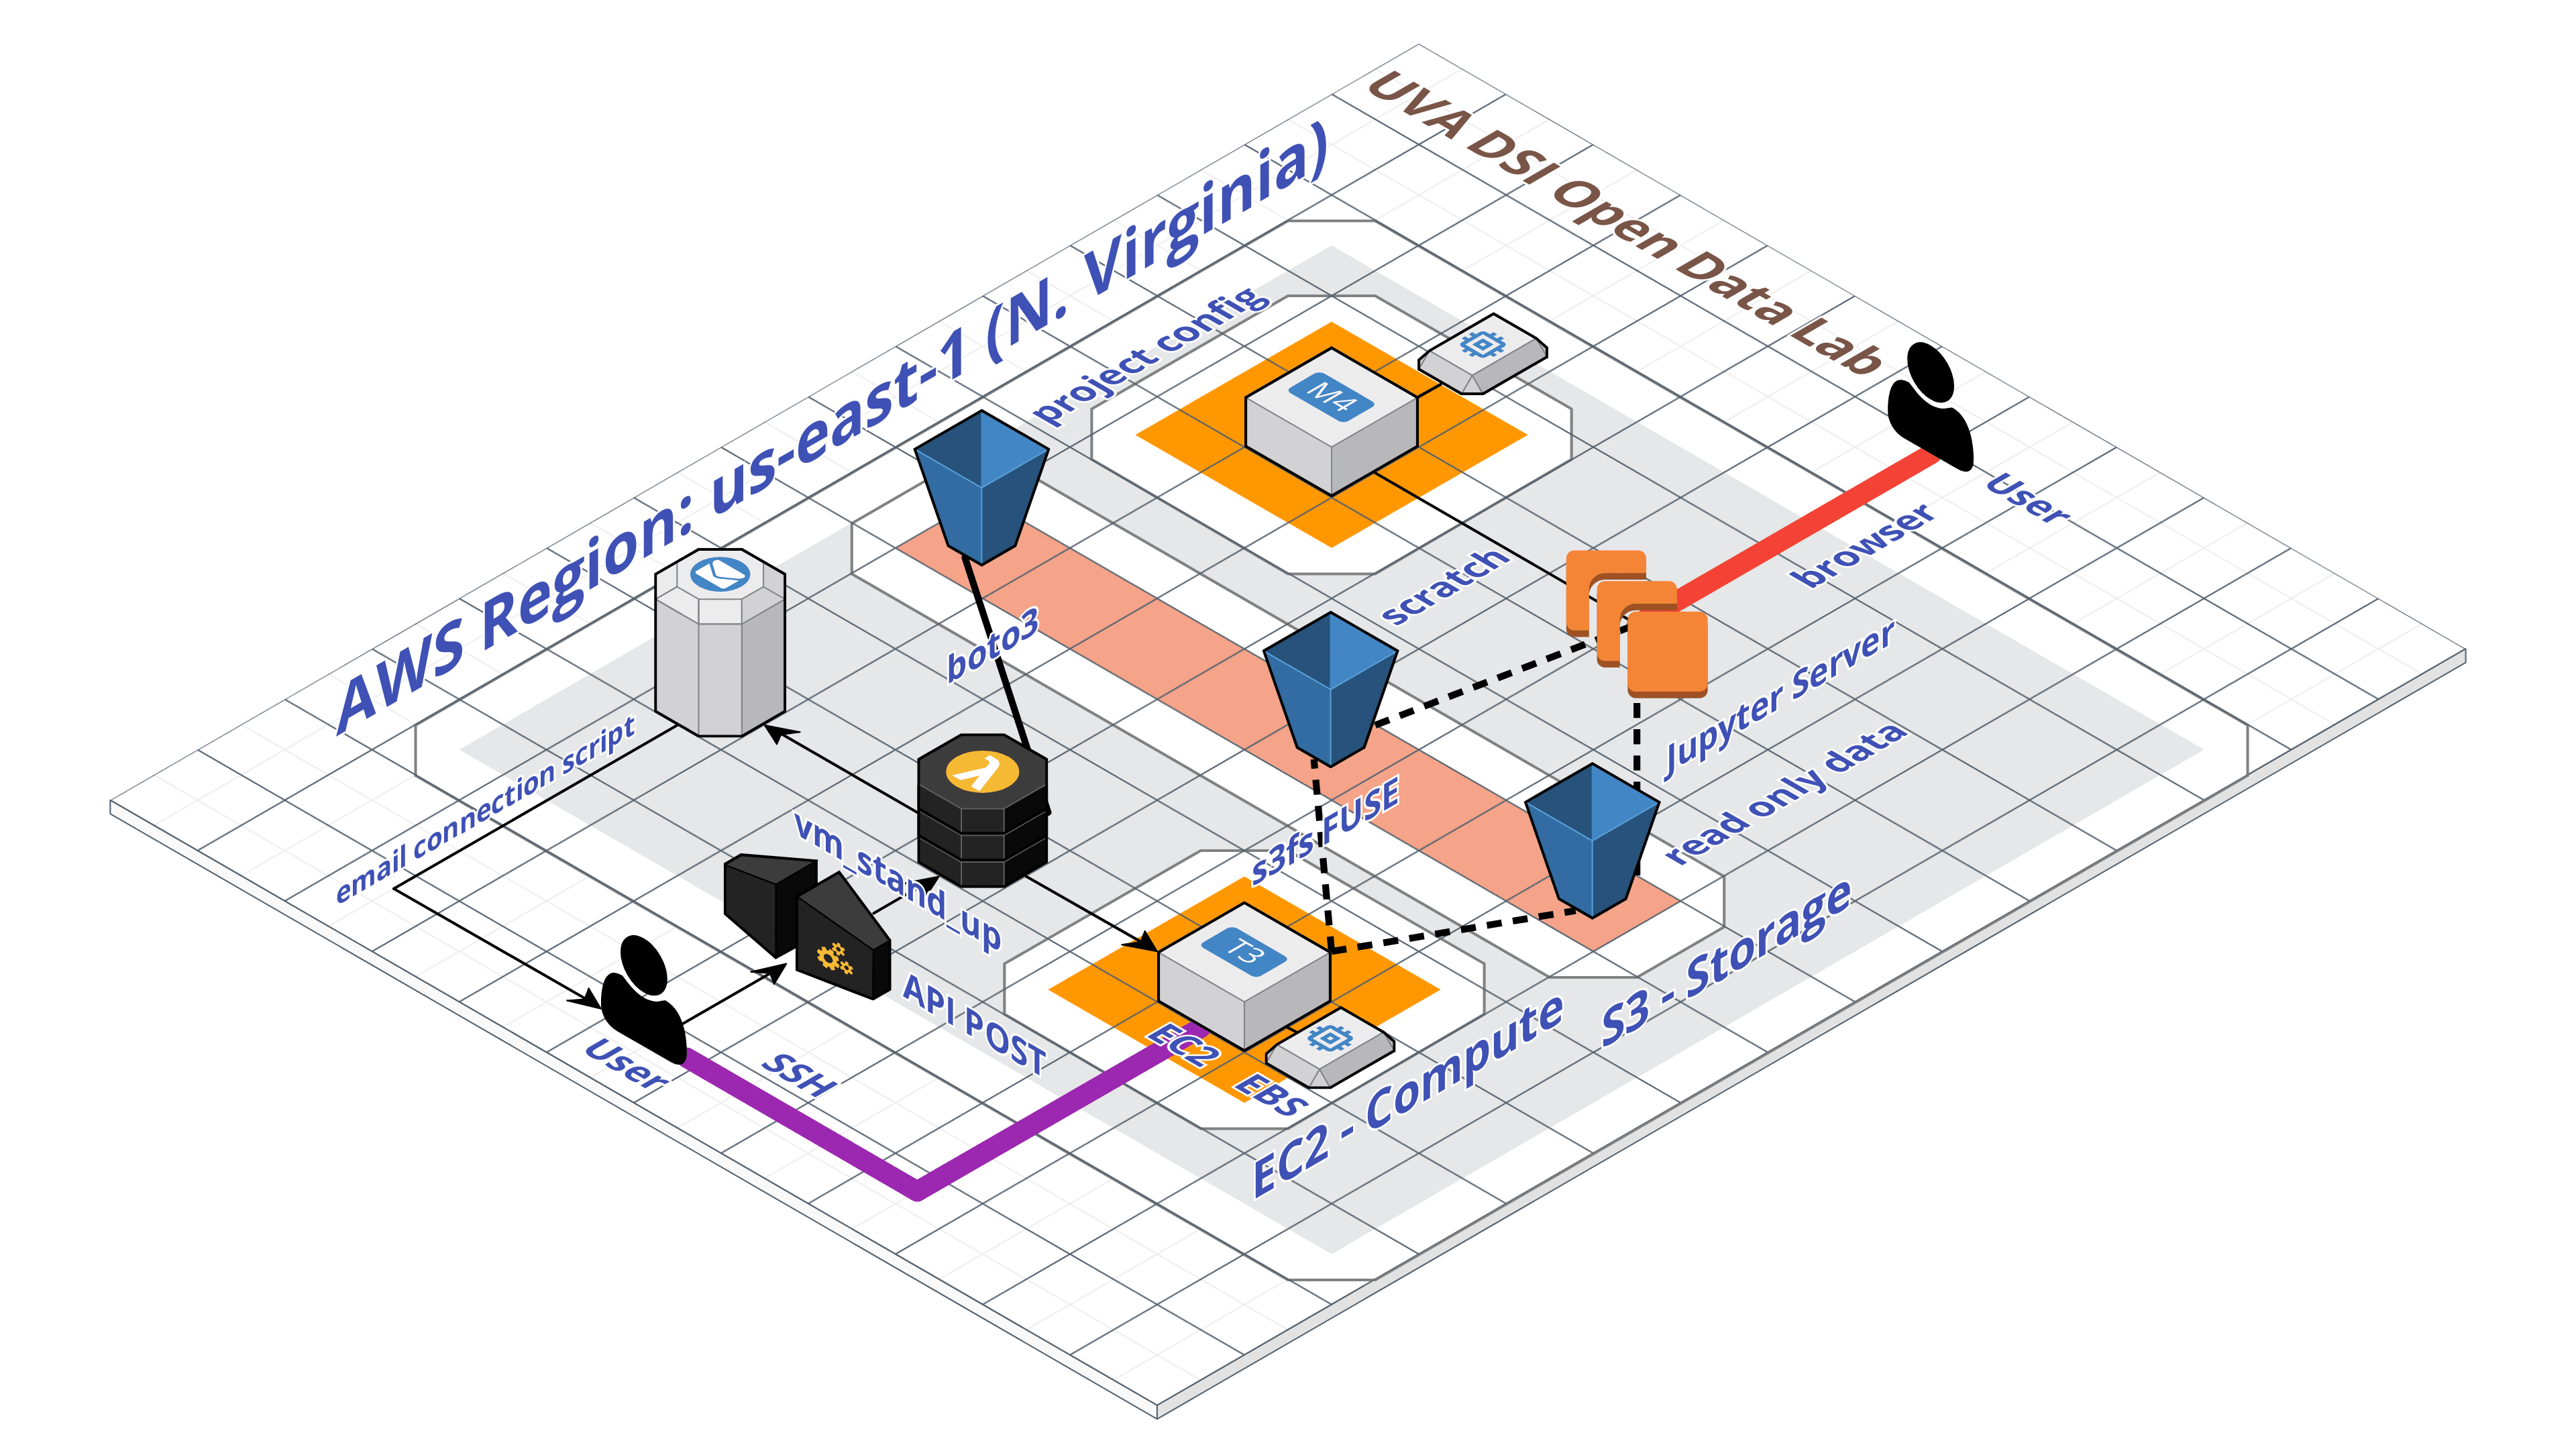 UVA DSI Open Data Lab
AWS Region: us-east-1 (N. Virginia)
project config
M4
User
browser
scratch
boto3
Jupyter Server
read only data
email connection script
vm_stand_up
s3fs FUSE
S3 - Storage
T3
API POST
EC2
EBS
EC2 - Compute
User
SSH